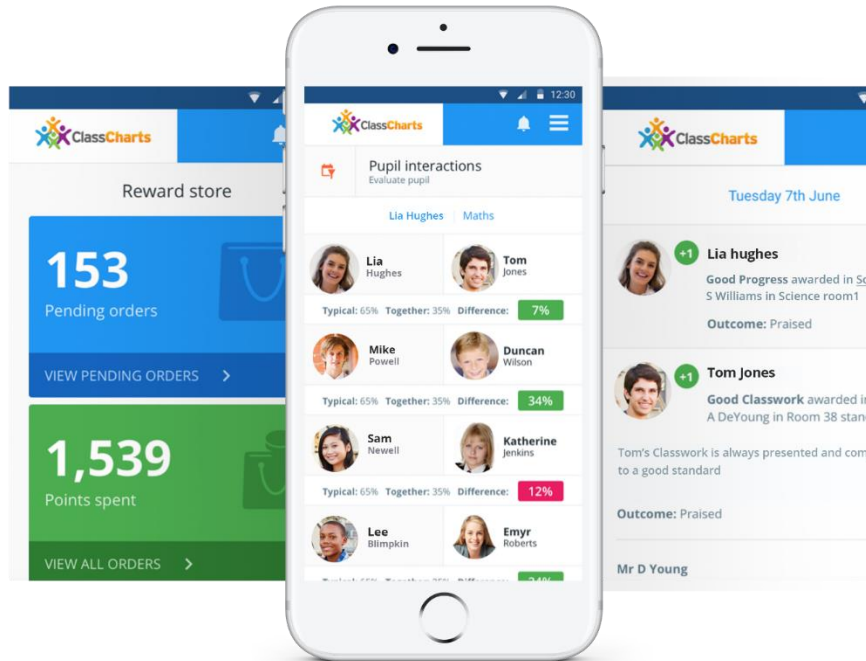 ClassCharts
Reward store
153
Pending orders
VIEW PENDING ORDERS >
1,539
Points spent
VIEW ALL ORDERS >
12:30
ClassCharts
Pupil interactions
Evaluate pupil
Lia Hughes | Maths
Lia
Hughes
Tom
Jones
Typical: 65% Together: 35% Difference: 7%
Mike
Powell
Duncan
Wilson
Typical: 65% Together: 35% Difference: 34%
Sam
Newell
Katherine
Jenkins
Typical: 65% Together: 35% Difference: 12%
Lee
Blimpkin
Emyr
Roberts
ClassCharts
Tuesday 7th June
+1 Lia hughes
Good Progress awarded in
S Williams in Science room1
Outcome: Praised
+1 Tom Jones
Good Classwork awarded
A DeYoung in Room 38
Tom's Classwork is always presented and
to a good standard
Outcome: Praised
Mr D Young